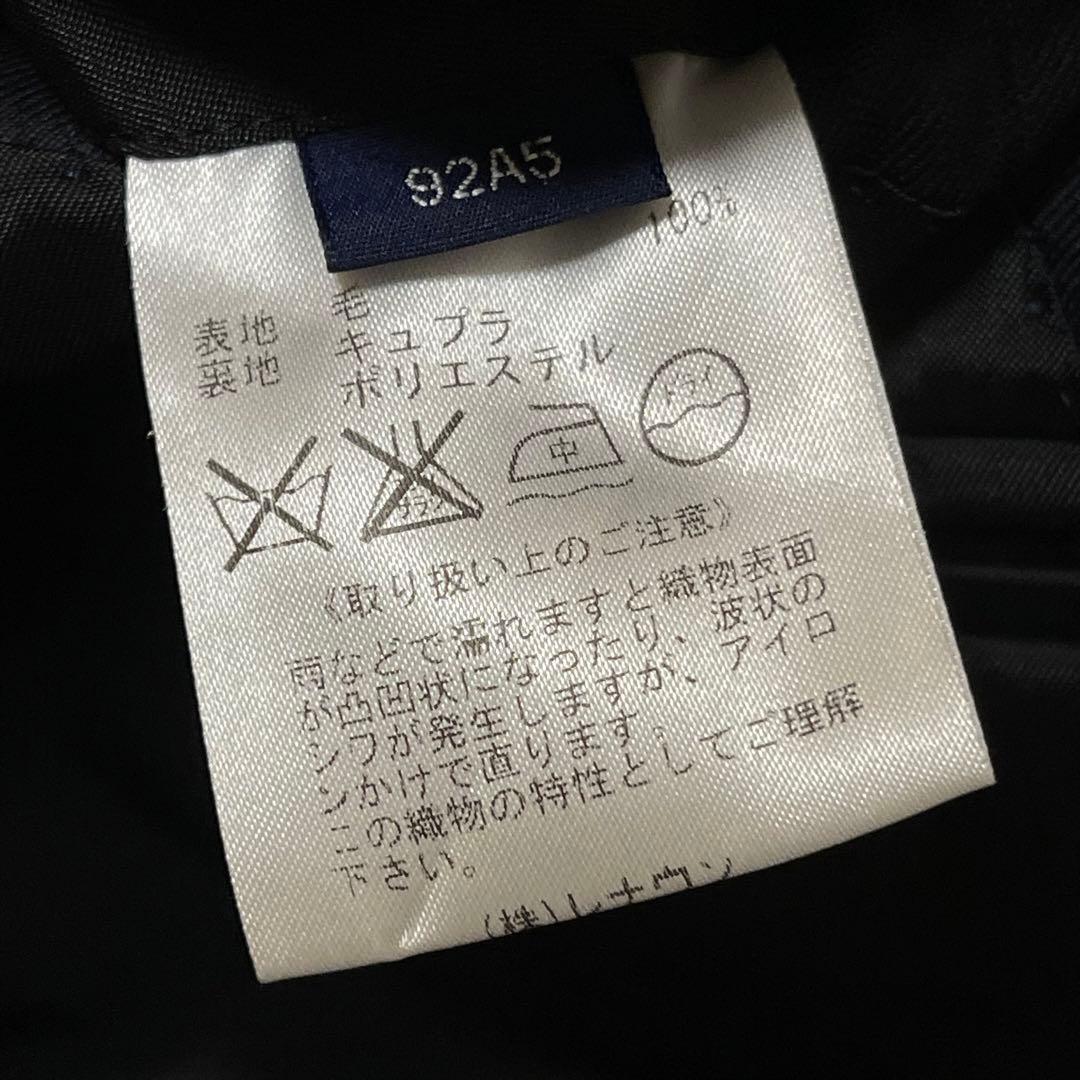 92A5
100%
表地 毛
裏地 キュプラ
ポリエステル
エンソ
中
ドライ
《取り扱い上のご注意》
雨などで濡れますと織物表面
が凸凹状になったり、波状の
シワが発生しますが、アイロ
ンかけで直ります。
この織物の特性としてご理解
下さい。